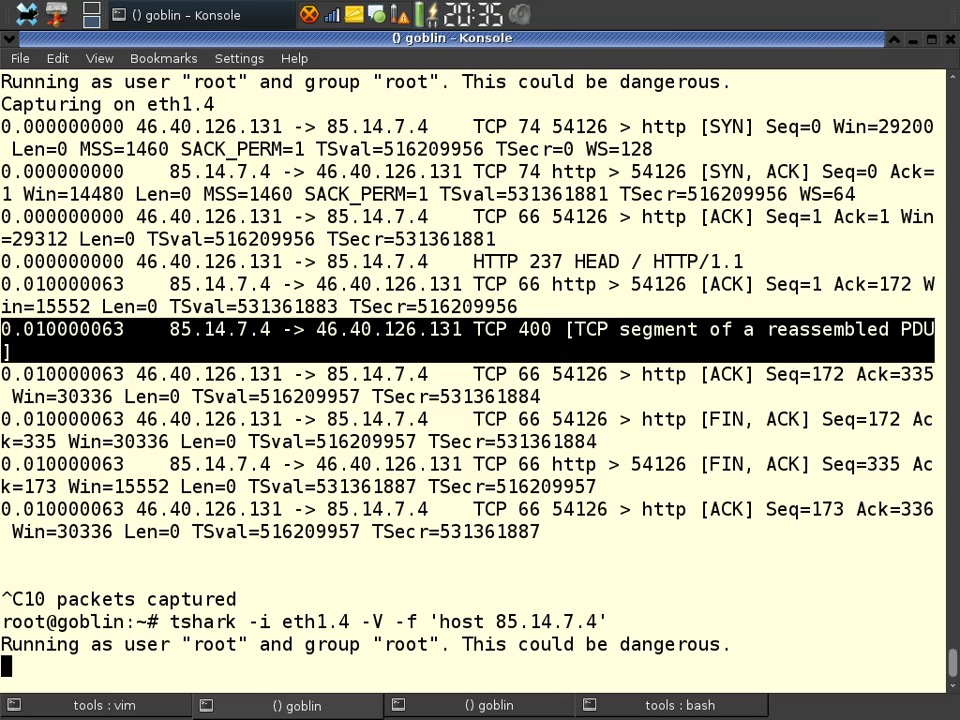 () goblin - Konsole
20:35
() goblin - Konsole
File Edit View Bookmarks Settings Help
Running as user "root" and group "root". This could be dangerous.
Capturing on eth1.4
0.000000000 46.40.126.131 -> 85.14.7.4    TCP 74 54126 > http [SYN] Seq=0 Win=29200
 Len=0 MSS=1460 SACK_PERM=1 TSval=516209956 TSecr=0 WS=128
0.000000000    85.14.7.4 -> 46.40.126.131 TCP 74 http > 54126 [SYN, ACK] Seq=0 Ack=
1 Win=14480 Len=0 MSS=1460 SACK_PERM=1 TSval=531361881 TSecr=516209956 WS=64
0.000000000 46.40.126.131 -> 85.14.7.4    TCP 66 54126 > http [ACK] Seq=1 Ack=1 Win
=29312 Len=0 TSval=516209956 TSecr=531361881
0.000000000 46.40.126.131 -> 85.14.7.4    HTTP 237 HEAD / HTTP/1.1
0.010000063    85.14.7.4 -> 46.40.126.131 TCP 66 http > 54126 [ACK] Seq=1 Ack=172 W
in=15552 Len=0 TSval=531361883 TSecr=516209956
0.010000063    85.14.7.4 -> 46.40.126.131 TCP 400 [TCP segment of a reassembled PDU
]
0.010000063 46.40.126.131 -> 85.14.7.4    TCP 66 54126 > http [ACK] Seq=172 Ack=335
 Win=30336 Len=0 TSval=516209957 TSecr=531361884
0.010000063 46.40.126.131 -> 85.14.7.4    TCP 66 54126 > http [FIN, ACK] Seq=172 Ac
k=335 Win=30336 Len=0 TSval=516209957 TSecr=531361884
0.010000063    85.14.7.4 -> 46.40.126.131 TCP 66 http > 54126 [FIN, ACK] Seq=335 Ac
k=173 Win=15552 Len=0 TSval=531361887 TSecr=516209957
0.010000063 46.40.126.131 -> 85.14.7.4    TCP 66 54126 > http [ACK] Seq=173 Ack=336
 Win=30336 Len=0 TSval=516209957 TSecr=531361887
^C10 packets captured
root@goblin:~# tshark -i eth1.4 -V -f 'host 85.14.7.4'
Running as user "root" and group "root". This could be dangerous.
tools : vim () goblin () goblin tools : bash